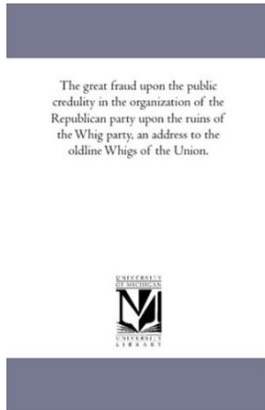 The great fraud upon the public
credulity in the organization of the
Republican party upon the ruins of
the Whig party, an address to the
oldline Whigs of the Union.
UNIVERSITY
OF MICHIGAN
M
UNIVERSITY
LIBRARY